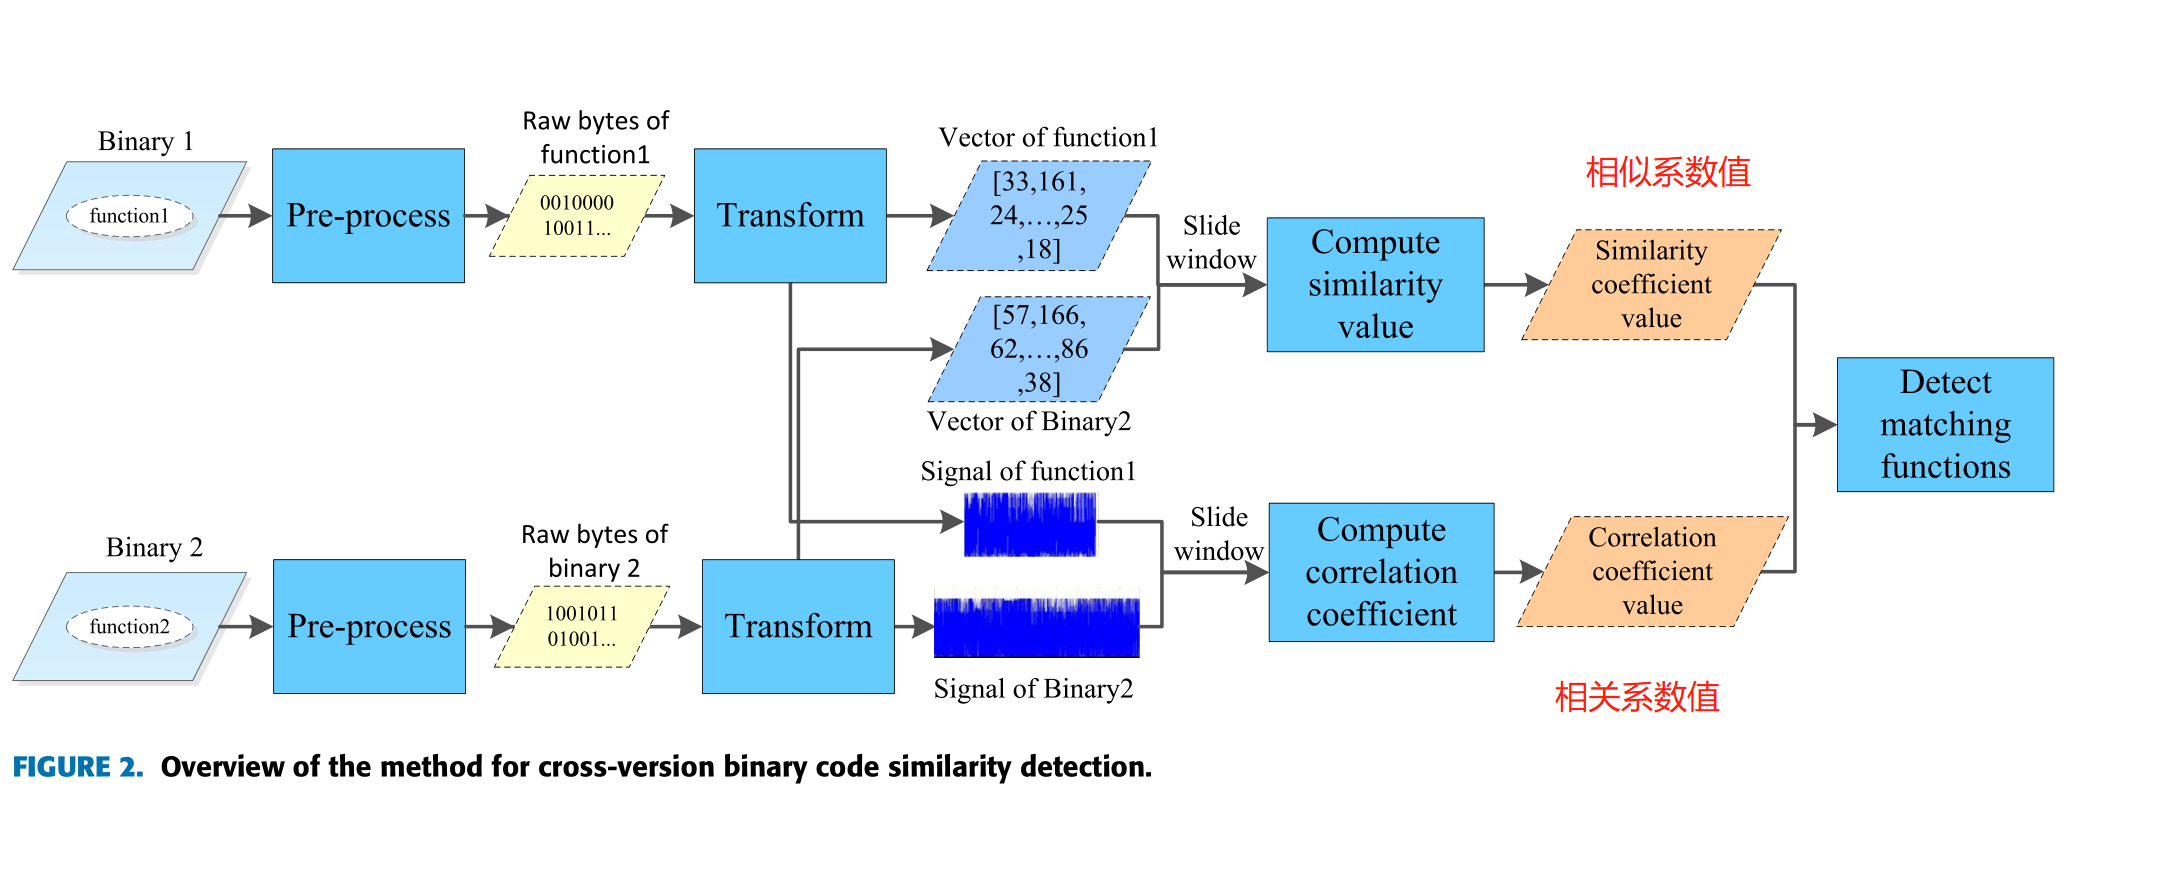 Binary 1
function1
Pre-process
Raw bytes of
function1
0010000
10011...
Transform
Vector of function1
[33,161,
24,...,25
,18]
[57,166,
62,...,86
,38]
Vector of Binary2
Slide
window
Compute
similarity
value
相似系数值
Similarity
coefficient
value
Detect
matching
functions
Binary 2
function2
Pre-process
Raw bytes of
binary 2
1001011
01001...
Transform
Signal of function1
Signal of Binary2
Slide
window
Compute
correlation
coefficient
Correlation
coefficient
value
相关系数值
FIGURE 2. Overview of the method for cross-version binary code similarity detection.